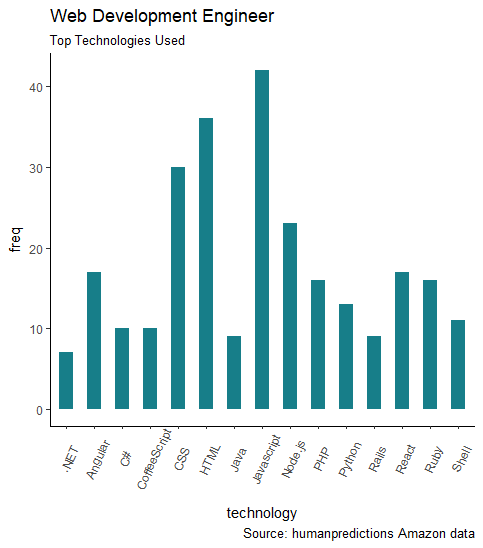 Web Development Engineer
Top Technologies Used
40
30
20
10
0
freq
.NET
Angular
C#
CoffeeScript
CSS
HTML
Java
Javascript
Node.js
PHP
Python
Rails
React
Ruby
Shell
technology
Source: humanpredictions Amazon data